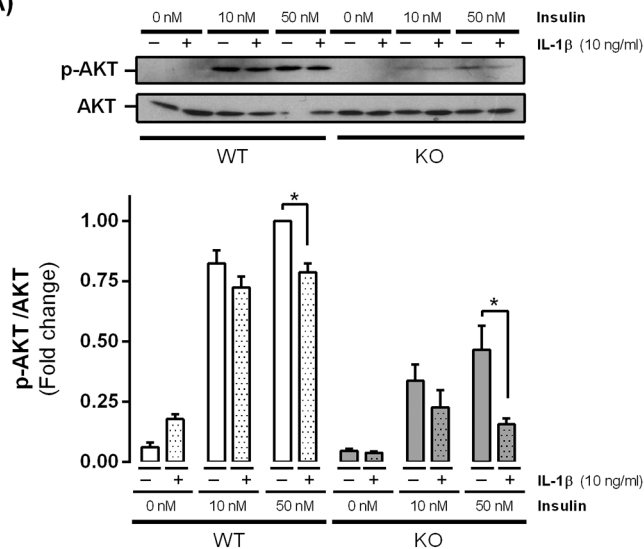 A)
0 nM 10 nM 50 nM 0 nM 10 nM 50 nM Insulin
– + – + – + – + – + – + IL-1β (10 ng/ml)
p-AKT
AKT
WT KO
p-AKT /AKT
(Fold change)
1.00
0.75
0.50
0.25
0.00
* *
– + – + – + – + – + – + IL-1β (10 ng/ml)
0 nM 10 nM 50 nM 0 nM 10 nM 50 nM Insulin
WT KO